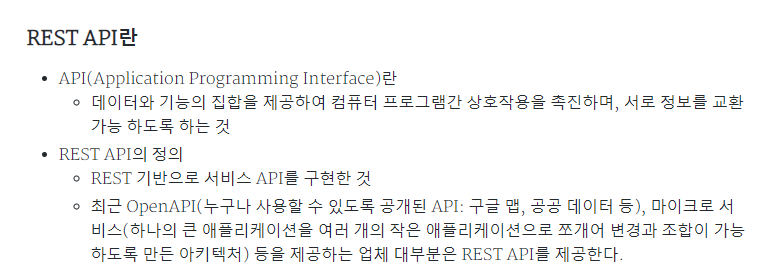 REST API란
API(Application Programming Interface)란
데이터와 기능의 집합을 제공하여 컴퓨터 프로그램간 상호작용을 촉진하며, 서로 정보를 교환
가능 하도록 하는 것
REST API의 정의
REST 기반으로 서비스 API를 구현한 것
최근 OpenAPI(누구나 사용할 수 있도록 공개된 API: 구글 맵, 공공 데이터 등), 마이크로 서
비스(하나의 큰 애플리케이션을 여러 개의 작은 애플리케이션으로 쪼개어 변경과 조합이 가능
하도록 만든 아키텍처) 등을 제공하는 업체 대부분은 REST API를 제공한다.